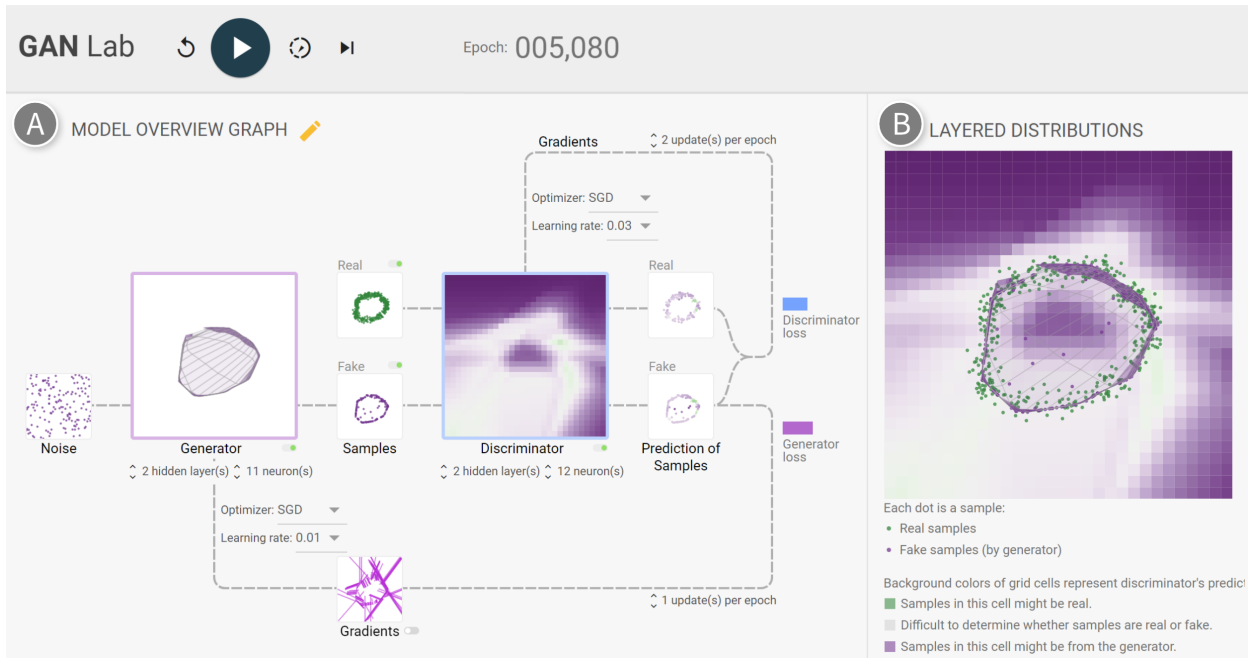 GAN Lab
Epoch: 005,080
A MODEL OVERVIEW GRAPH
Gradients
2 update(s) per epoch
Optimizer: SGD
Learning rate: 0.03
Real
Real
Discriminator
loss
Fake
Fake
Generator
loss
Noise
Generator
Samples
Discriminator
Prediction of
Samples
2 hidden layer(s) 11 neuron(s)
2 hidden layer(s) 12 neuron(s)
Optimizer: SGD
Learning rate: 0.01
1 update(s) per epoch
Gradients
B LAYERED DISTRIBUTIONS
Each dot is a sample:
Real samples
Fake samples (by generator)
Background colors of grid cells represent discriminator's predict
Samples in this cell might be real.
Difficult to determine whether samples are real or fake.
Samples in this cell might be from the generator.